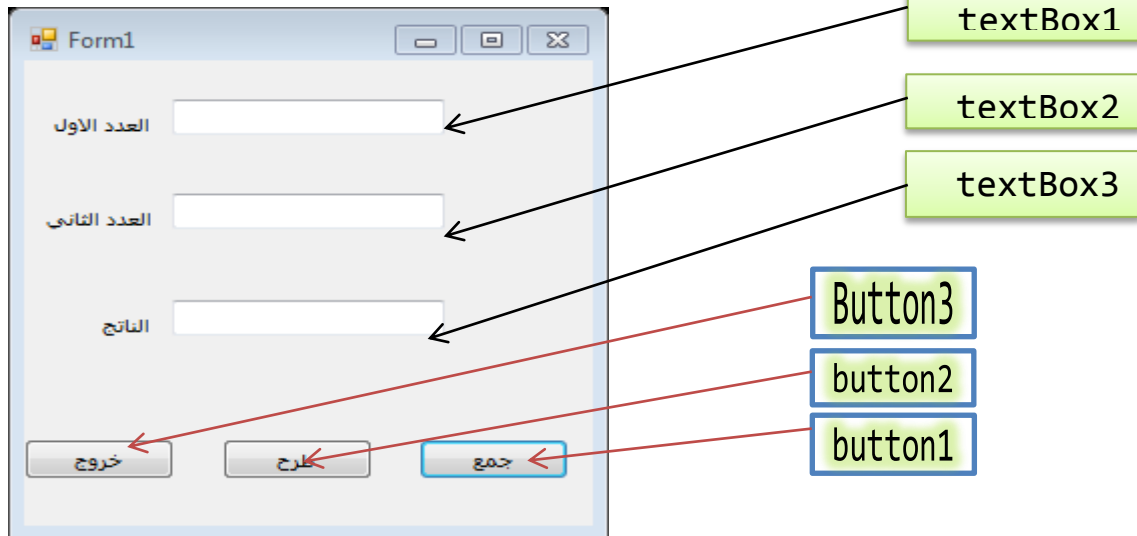 textBox1
Form1
textBox2
العدد الاول
textBox3
العدد الثاني
Button3
الناتج
button2
button1
خروج
طرح
جمع